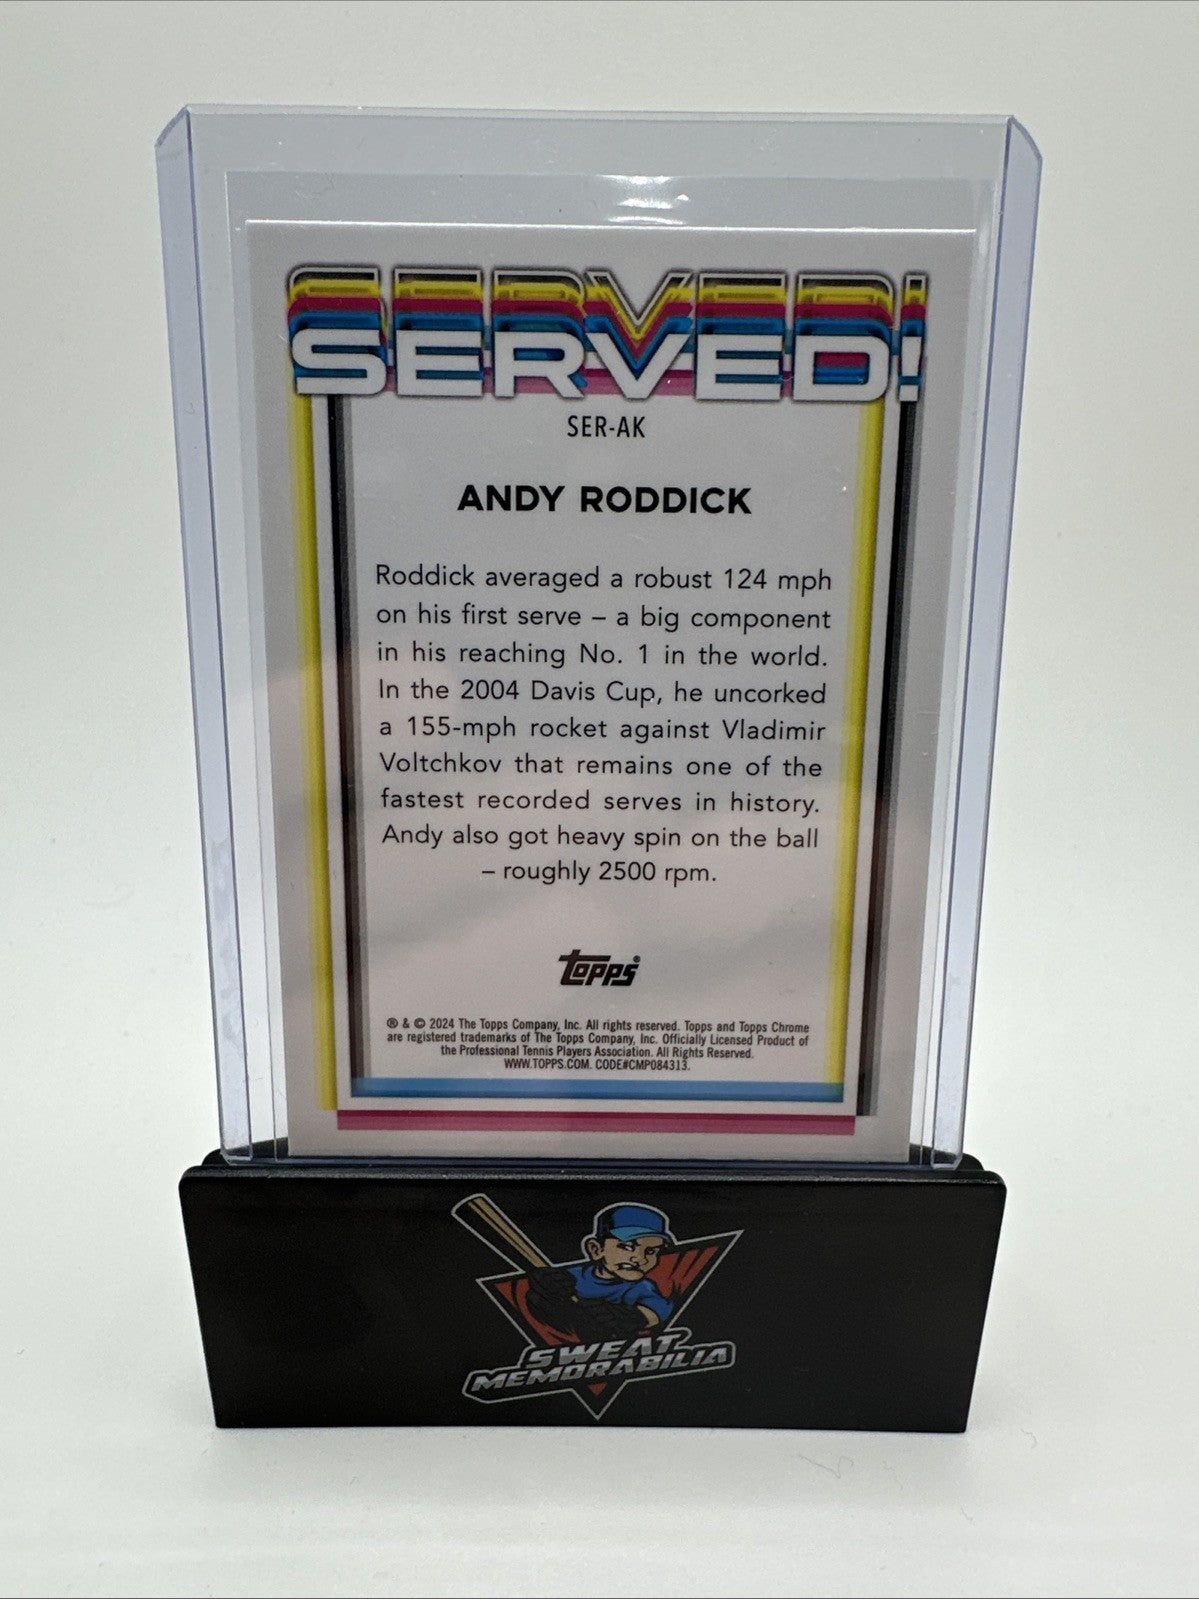 SERVED!
SER-AK
ANDY RODDICK
Roddick averaged a robust 124 mph
on his first serve – a big component
in his reaching No. 1 in the world.
In the 2004 Davis Cup, he uncorked
a 155-mph rocket against Vladimir
Voltchkov that remains one of the
fastest recorded serves in history.
Andy also got heavy spin on the ball
– roughly 2500 rpm.
topps®
® & © 2024 The Topps Company, Inc. All rights reserved. Topps and Topps Chrome
are registered trademarks of The Topps Company, Inc. Officially Licensed Product of
the Professional Tennis Players Association. All Rights Reserved.
WWW.TOPPS.COM. CODE#CMP084313.
SWEAT
MEMORABILIA